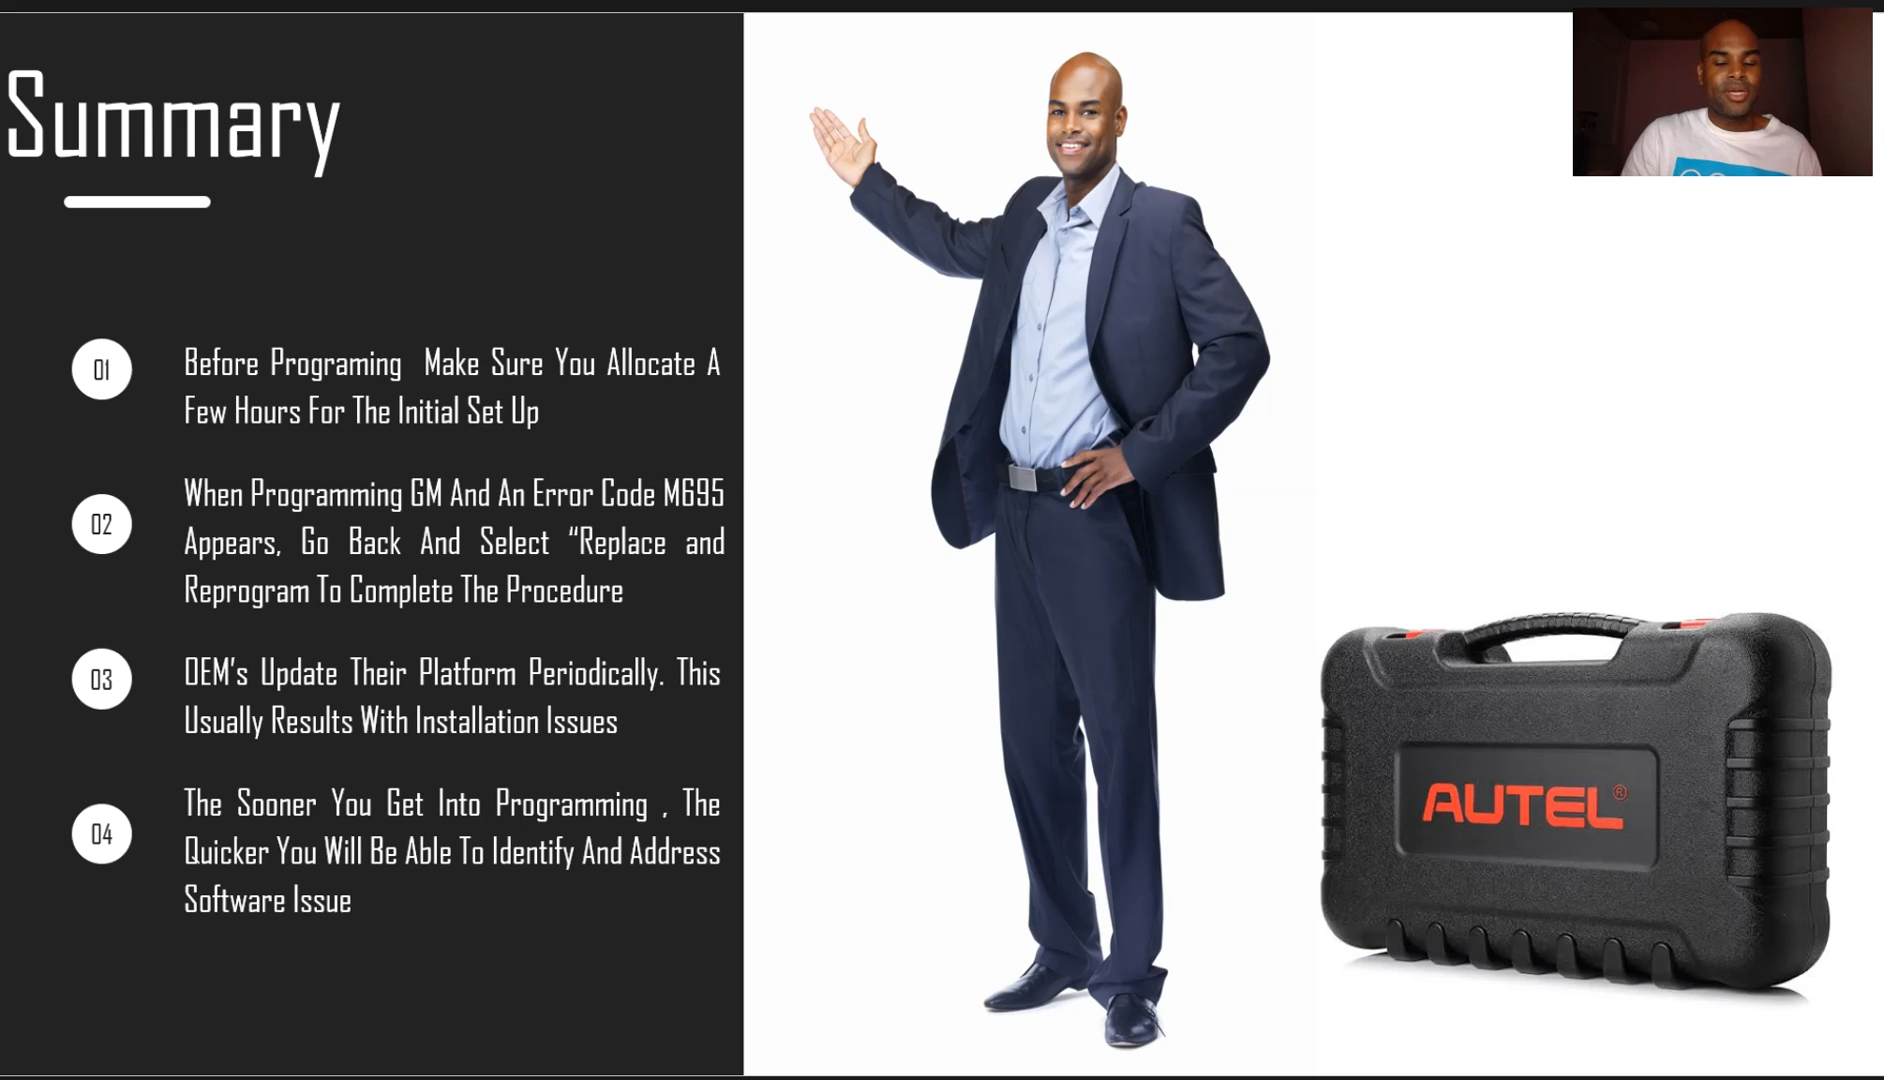 Summary
01
Before Programing Make Sure You Allocate A
Few Hours For The Initial Set Up
02
When Programming GM And An Error Code M695
Appears, Go Back And Select “Replace and
Reprogram To Complete The Procedure
03
OEM's Update Their Platform Periodically. This
Usually Results With Installation Issues
04
The Sooner You Get Into Programming , The
Quicker You Will Be Able To Identify And Address
Software Issue
AUTEL®